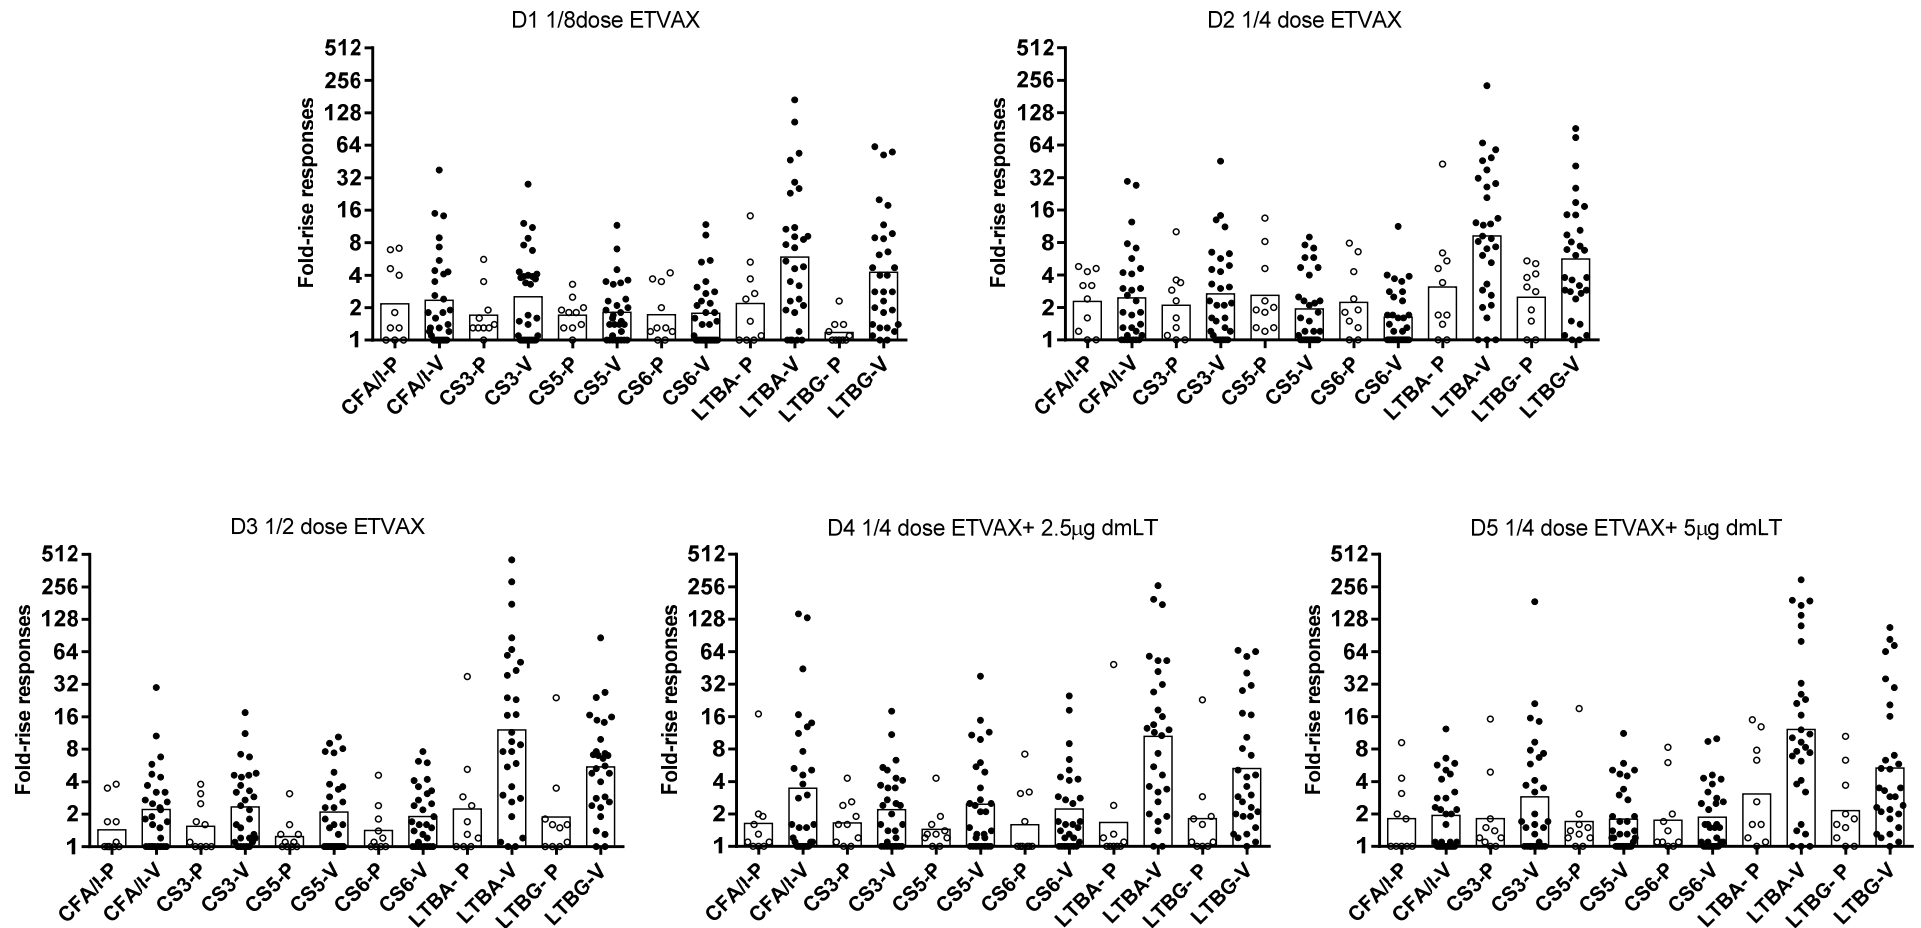 D1 1/8dose ETVAX
Fold-rise responses
512
256
128
64
32
16
8
4
2
1
CFA/I-P
CFA/I-V
CS3-P
CS3-V
CS5-P
CS5-V
CS6-P
CS6-V
LTBA- P
LTBA-V
LTBG- P
LTBG-V
D2 1/4 dose ETVAX
Fold-rise responses
512
256
128
64
32
16
8
4
2
1
CFA/I-P
CFA/I-V
CS3-P
CS3-V
CS5-P
CS5-V
CS6-P
CS6-V
LTBA- P
LTBA-V
LTBG- P
LTBG-V
D3 1/2 dose ETVAX
Fold-rise responses
512
256
128
64
32
16
8
4
2
1
CFA/I-P
CFA/I-V
CS3-P
CS3-V
CS5-P
CS5-V
CS6-P
CS6-V
LTBA- P
LTBA-V
LTBG- P
LTBG-V
D4 1/4 dose ETVAX+ 2.5μg dmLT
Fold-rise responses
512
256
128
64
32
16
8
4
2
1
CFA/I-P
CFA/I-V
CS3-P
CS3-V
CS5-P
CS5-V
CS6-P
CS6-V
LTBA- P
LTBA-V
LTBG- P
LTBG-V
D5 1/4 dose ETVAX+ 5μg dmLT
Fold-rise responses
512
256
128
64
32
16
8
4
2
1
CFA/I-P
CFA/I-V
CS3-P
CS3-V
CS5-P
CS5-V
CS6-P
CS6-V
LTBA- P
LTBA-V
LTBG- P
LTBG-V